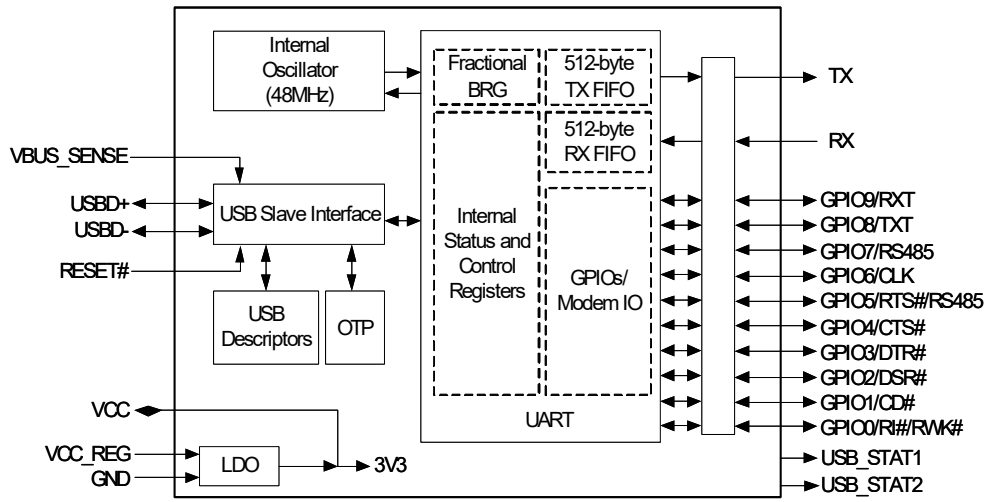 Internal
Oscillator
(48MHz)
Fractional
BRG
512-byte
TX FIFO
TX
512-byte
RX FIFO
RX
VBUS_SENSE
USBD+
USBD-
USB Slave Interface
RESET#
USB
Descriptors
OTP
Internal
Status and
Control
Registers
GPIOs/
Modem IO
UART
GPIO9/RXT
GPIO8/TXT
GPIO7/RS485
GPIO6/CLK
GPIO5/RTS#/RS485
GPIO4/CTS#
GPIO3/DTR#
GPIO2/DSR#
GPIO1/CD#
GPIO0/RI#/RWK#
VCC
VCC_REG
GND
LDO
3V3
USB_STAT1
USB_STAT2